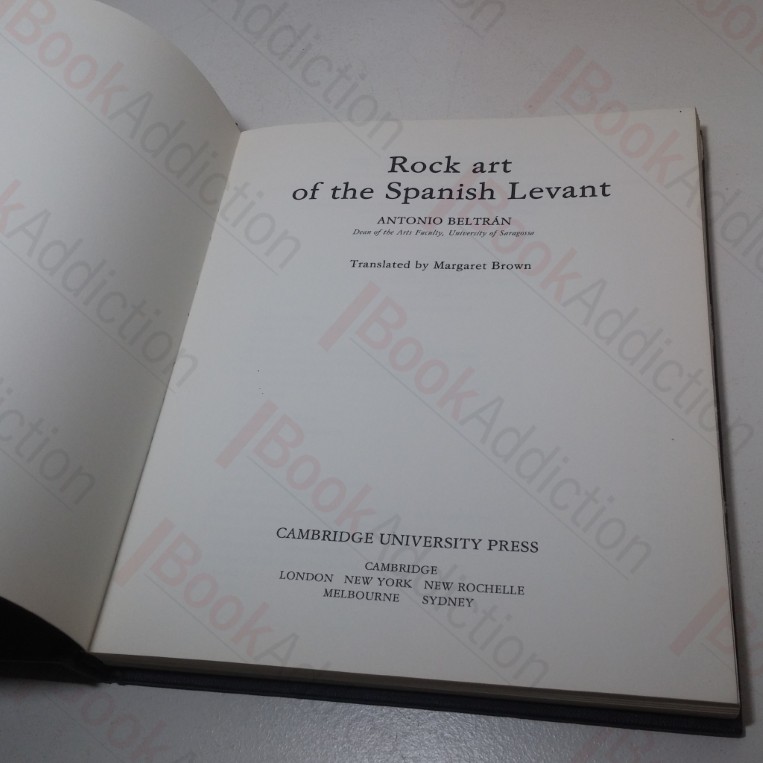 Rock art
of the Spanish Levant
ANTONIO BELTRÁN
Dean of the Arts Faculty, University of Saragossa
Translated by Margaret Brown
CAMBRIDGE UNIVERSITY PRESS
CAMBRIDGE
LONDON NEW YORK NEW ROCHELLE
MELBOURNE SYDNEY
BookAddiction